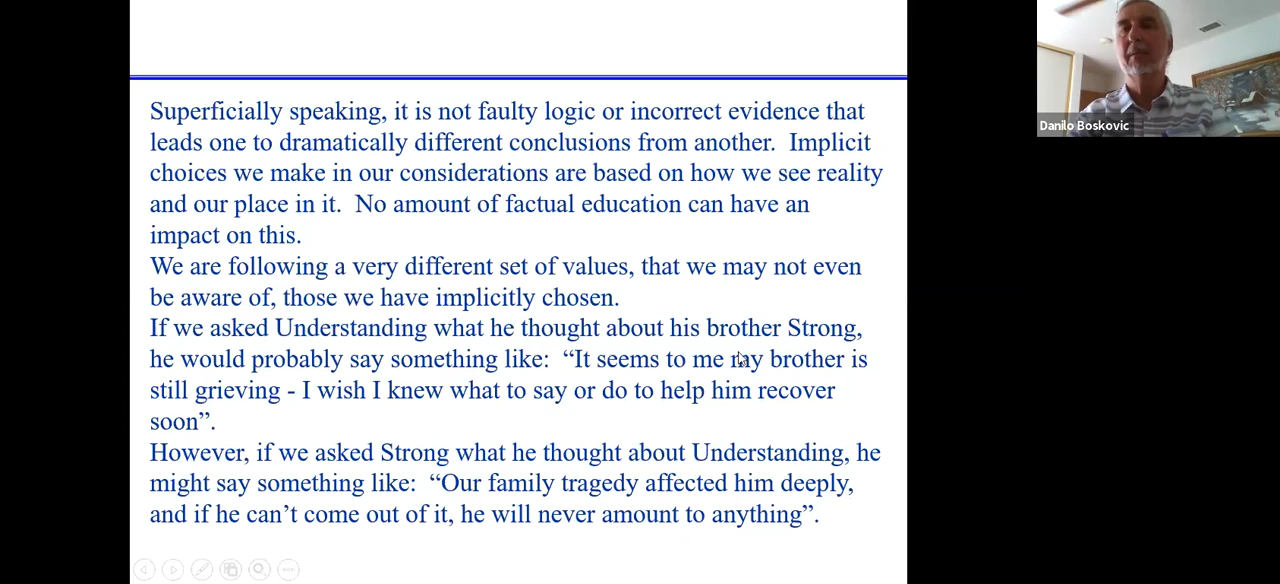 Superficially speaking, it is not faulty logic or incorrect evidence that
leads one to dramatically different conclusions from another.  Implicit
choices we make in our considerations are based on how we see reality
and our place in it.  No amount of factual education can have an
impact on this.
We are following a very different set of values, that we may not even
be aware of, those we have implicitly chosen.
If we asked Understanding what he thought about his brother Strong,
he would probably say something like:  “It seems to me my brother is
still grieving - I wish I knew what to say or do to help him recover
soon”.
However, if we asked Strong what he thought about Understanding, he
might say something like:  “Our family tragedy affected him deeply,
and if he can’t come out of it, he will never amount to anything”.
Danilo Boskovic